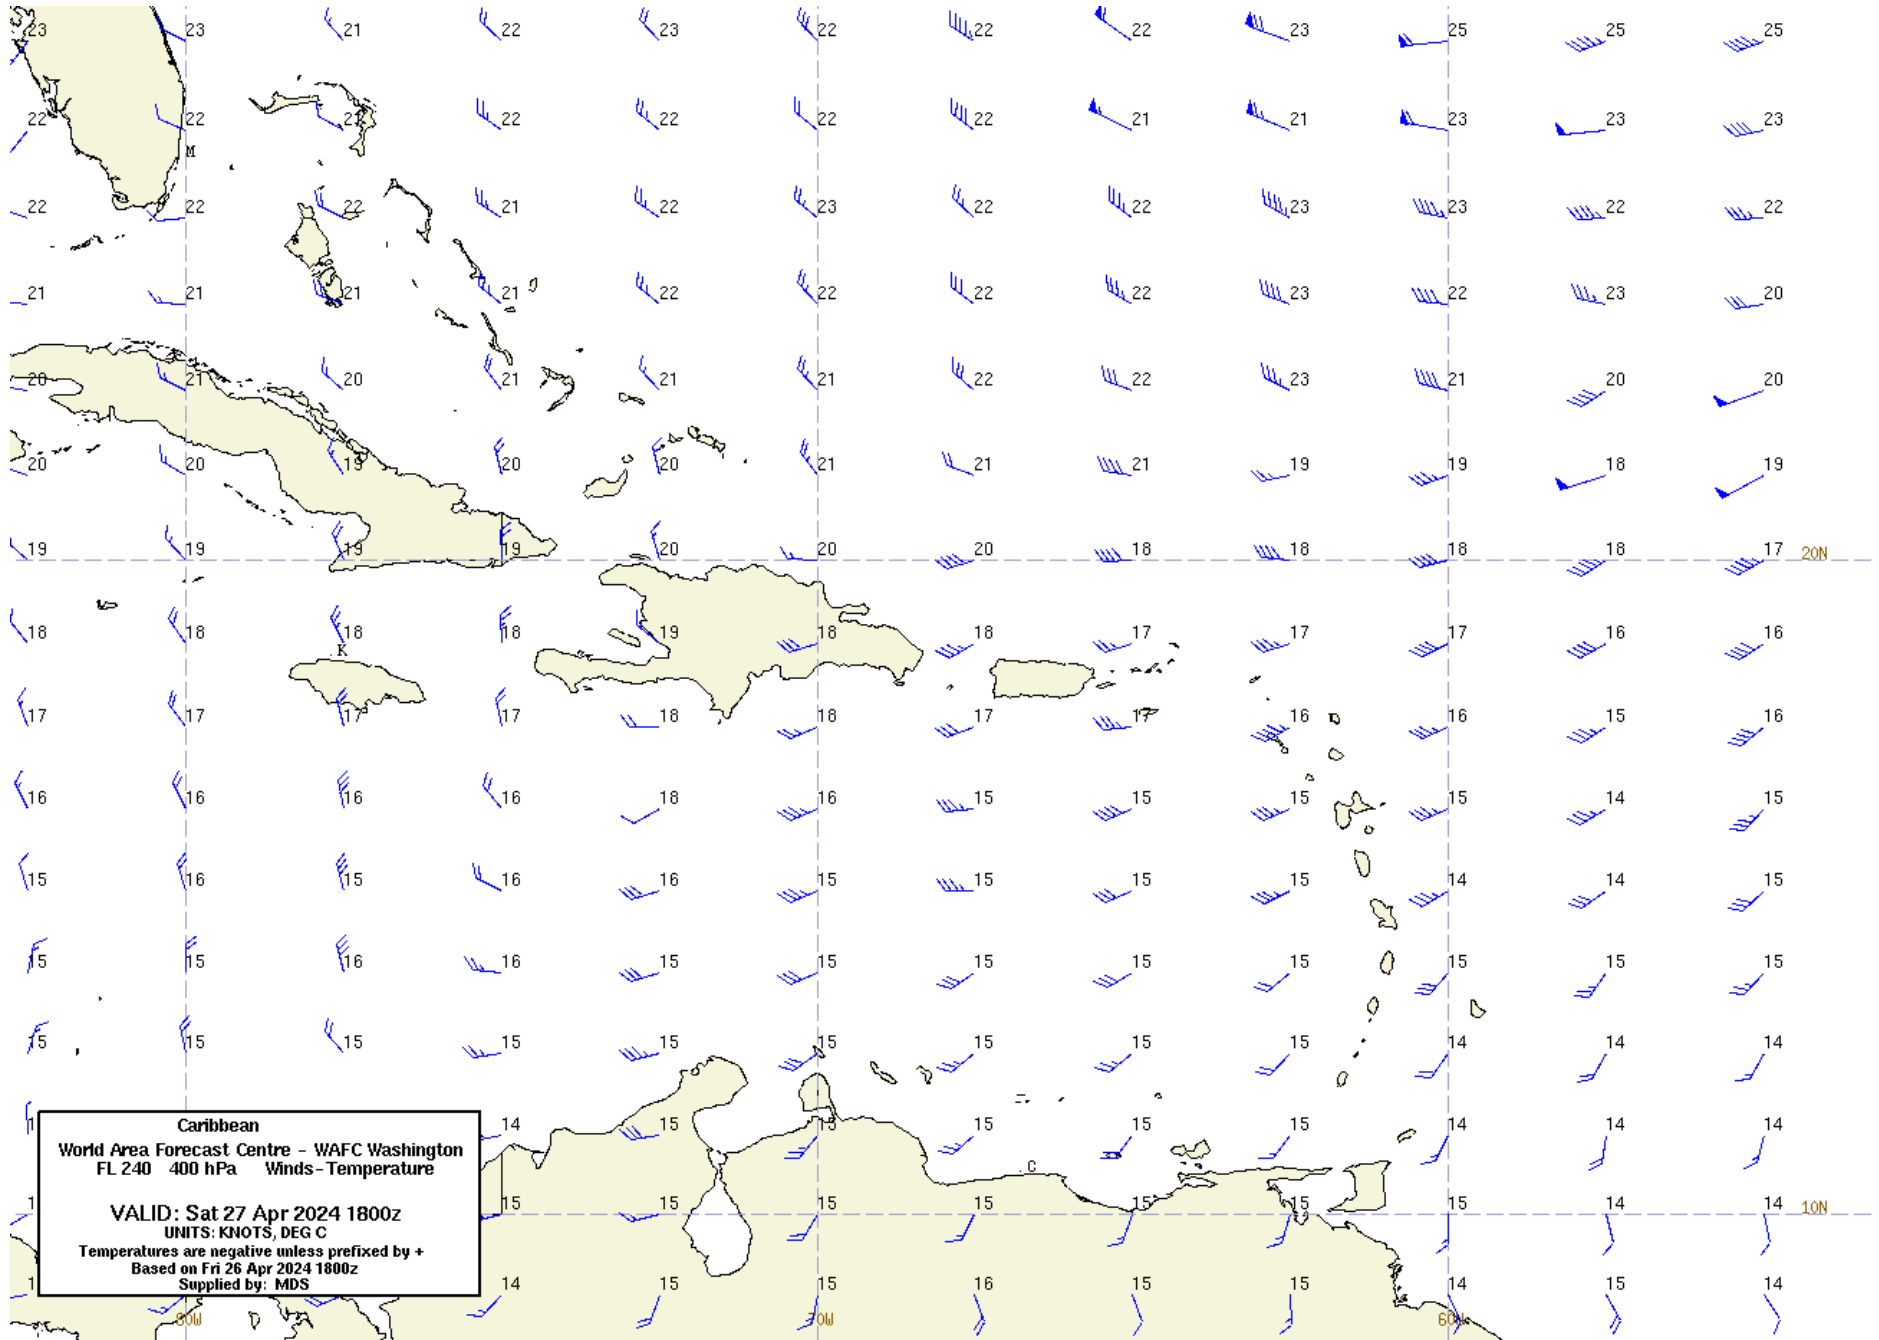 23 23 21 22 23 22 22 22 23 25 25 25
22 22 21 22 22 22 22 21 21 23 23 23
M
22 22 22 21 22 23 22 22 23 23 22 22
21 21 21 21 22 22 22 22 23 22 23 20
20 21 20 21 21 21 22 22 23 21 20 20
20 20 19 20 20 21 21 19 19 18 19
19 19 19 19 20 20 20 18 18 18 18 17 20N
18 18 18 18 19 18 18 17 17 17 16 16
K
17 17 17 17 18 18 17 17 16 16 15 16
16 16 16 16 18 16 15 15 15 15 14 15
15 16 15 16 16 15 15 15 15 14 14 15
15 15 16 16 15 15 15 15 15 15 15 15
15 15 15 15 15 15 15 15 15 14 14 14
14 15 15 15 15 14 14 14
C
15 15 15 16 15 15 15 14 14 10N
14 15 15 16 15 15 14 15 14
80W 70W 60W
Caribbean
World Area Forecast Centre - WAFC Washington
FL 240 400 hPa Winds-Temperature
VALID: Sat 27 Apr 2024 1800z
UNITS: KNOTS, DEG C
Temperatures are negative unless prefixed by +
Based on Fri 26 Apr 2024 1800z
Supplied by: MDS